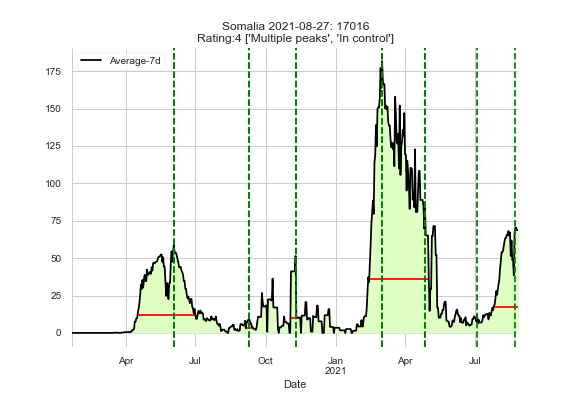 Somalia 2021-08-27: 17016
Rating:4 ['Multiple peaks', 'In control']
Average-7d
175
150
125
100
75
50
25
0
Apr Jul Oct Jan Apr Jul
2021
Date